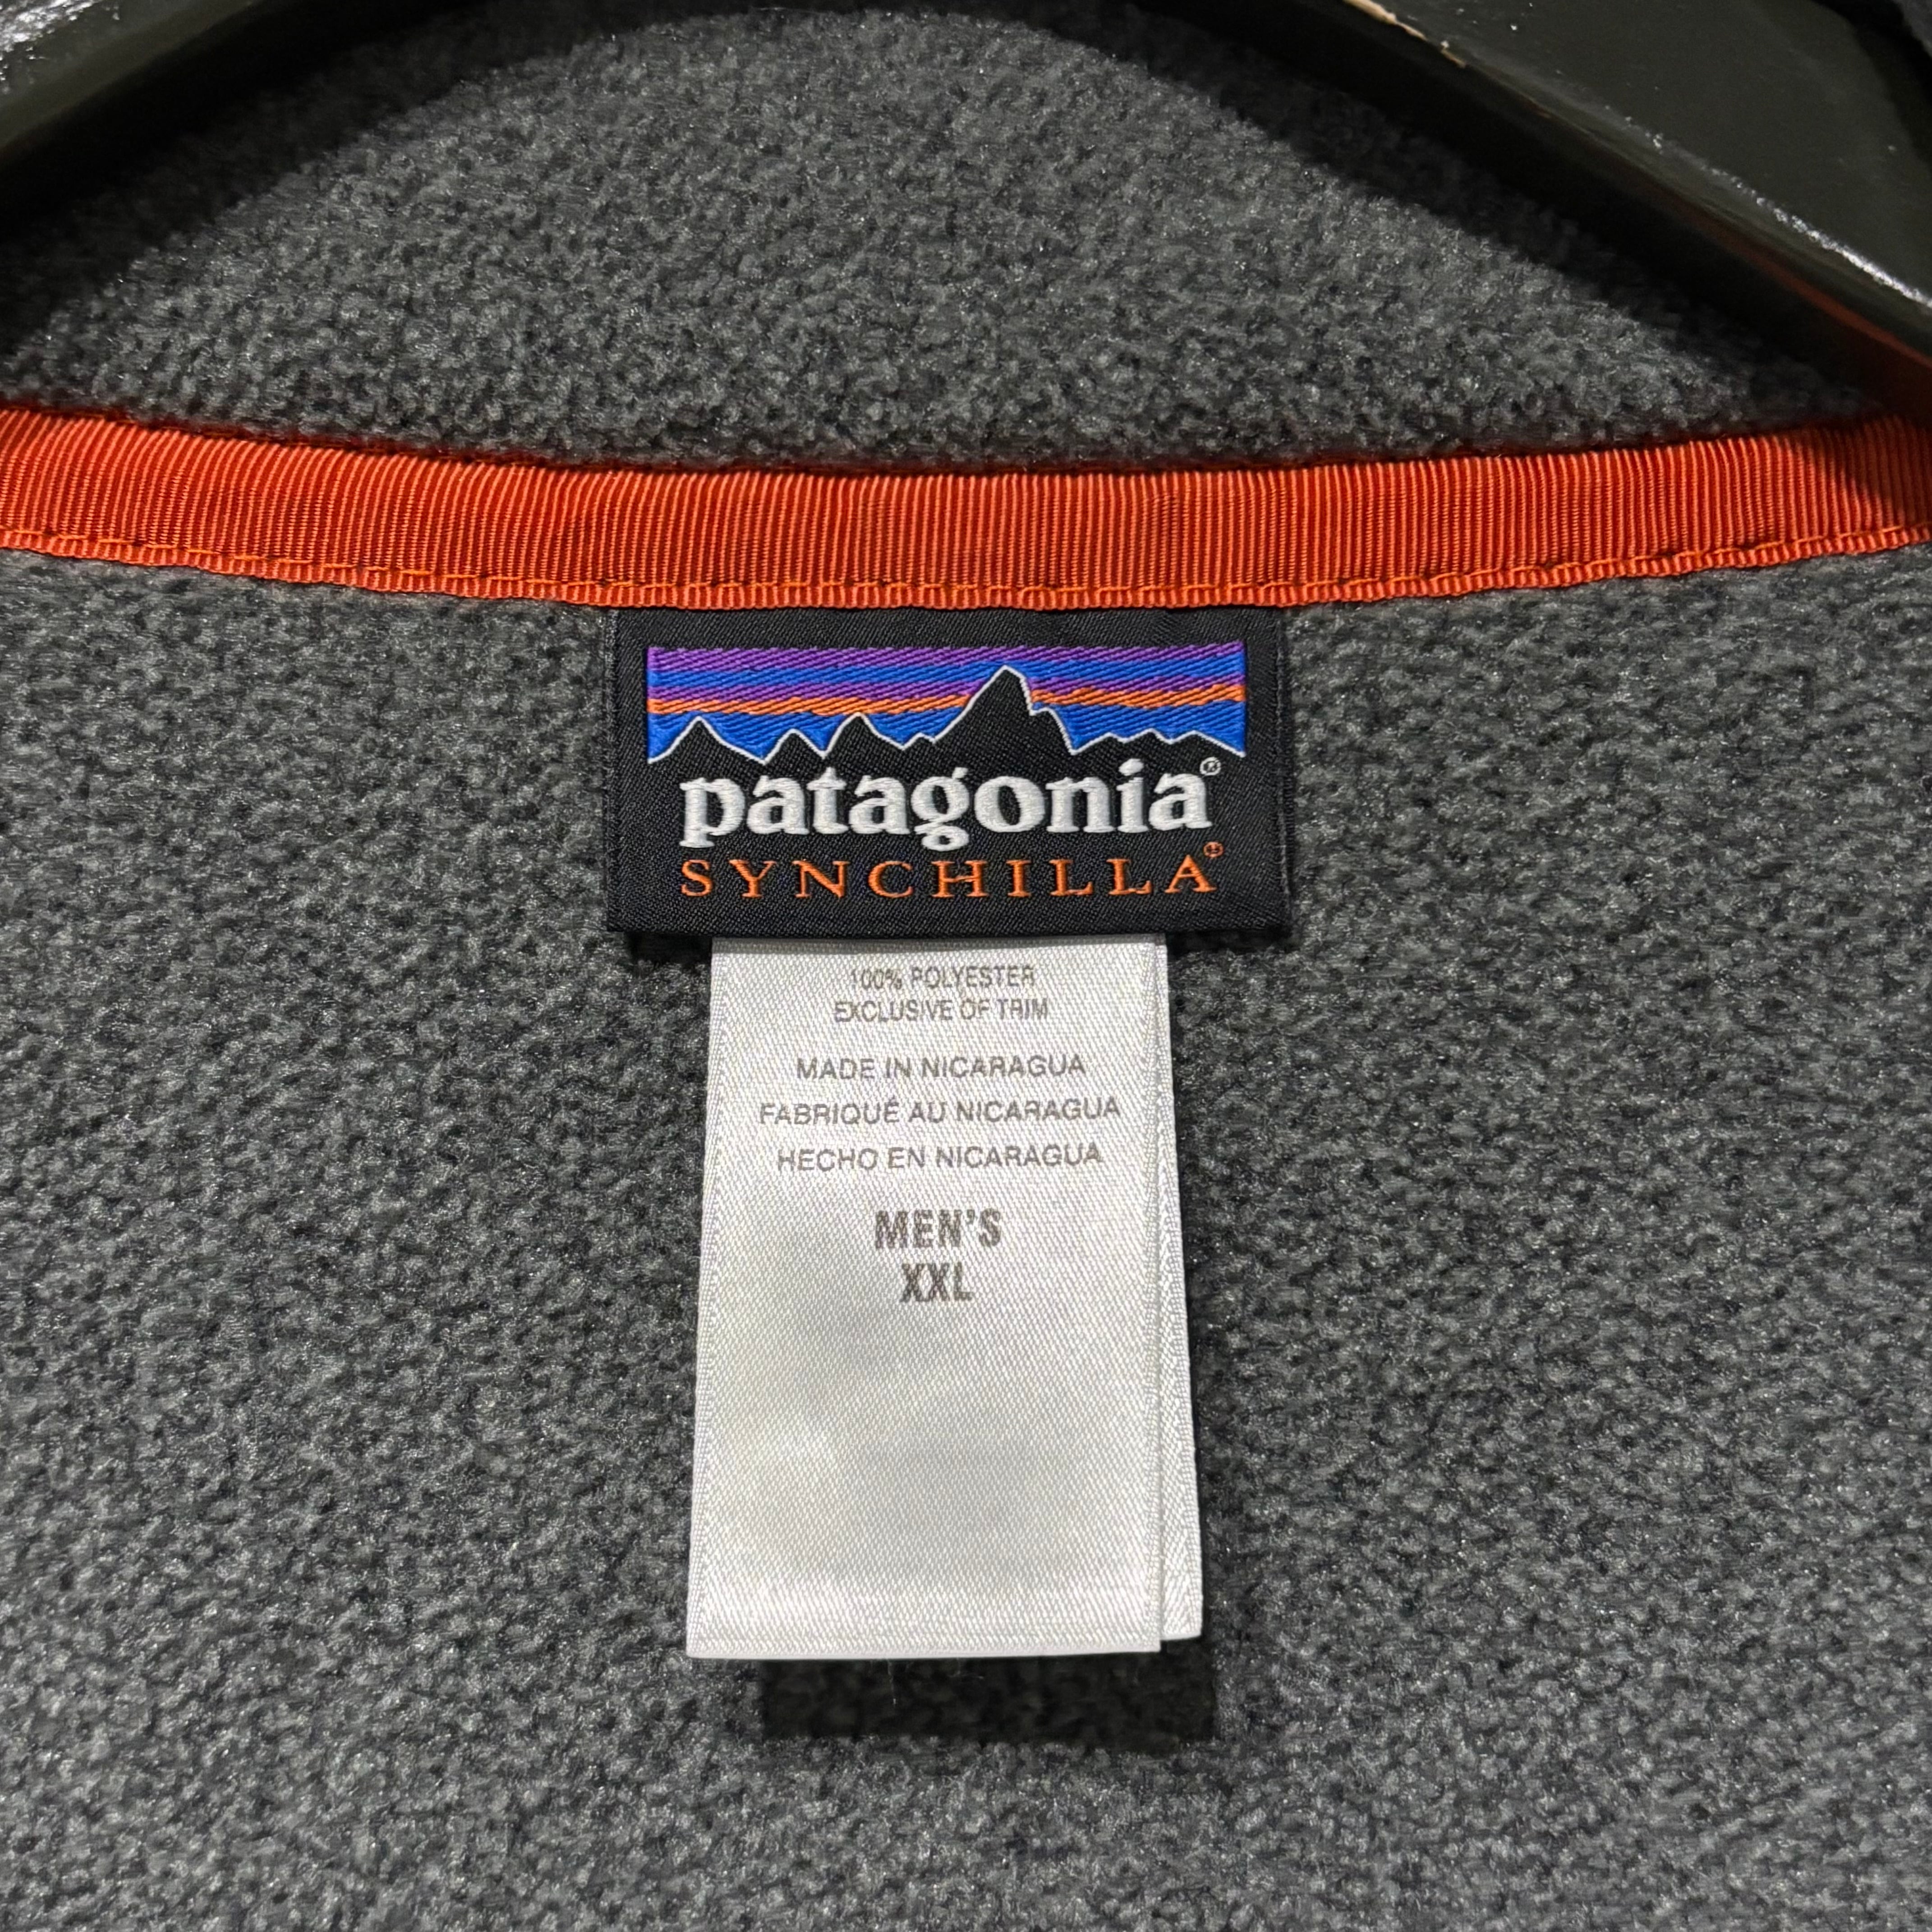 patagonia®
SYNCHILLA®
100% POLYESTER
EXCLUSIVE OF TRIM
MADE IN NICARAGUA
FABRIQUÉ AU NICARAGUA
HECHO EN NICARAGUA
MEN'S
XXL